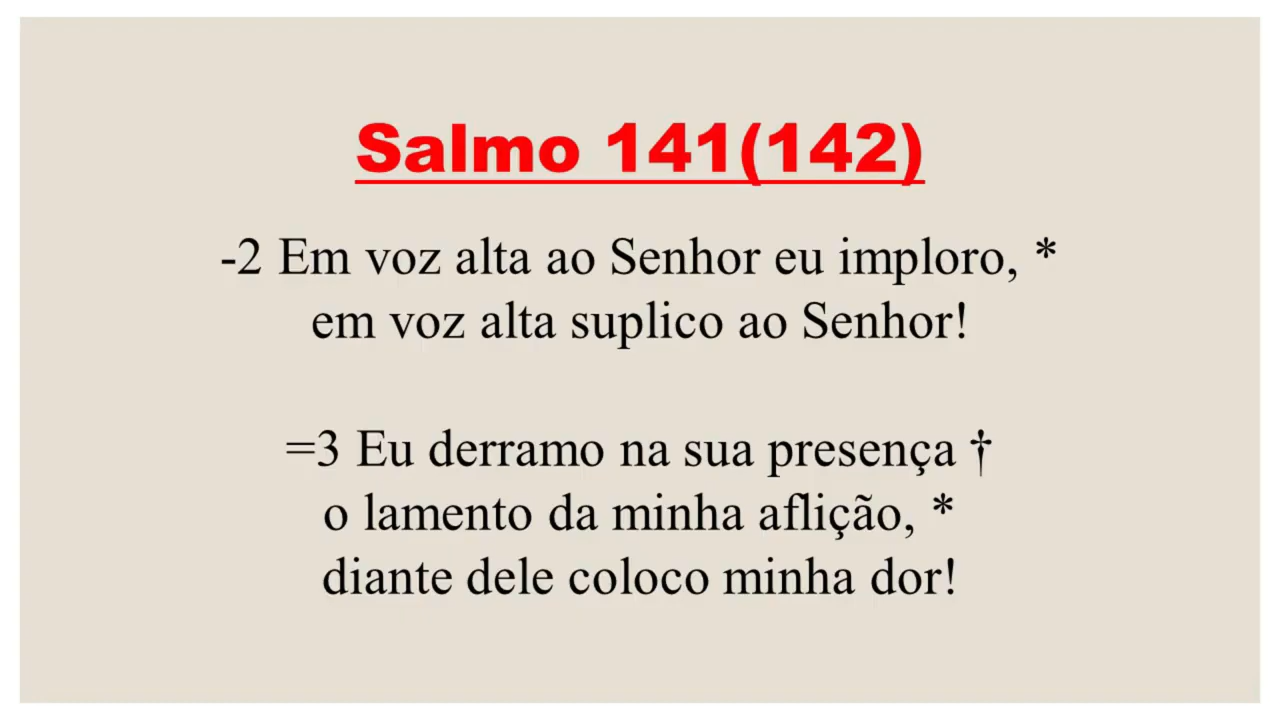 Salmo 141(142)
-2 Em voz alta ao Senhor eu imploro, *
em voz alta suplico ao Senhor!
=3 Eu derramo na sua presença †
o lamento da minha aflição, *
diante dele coloco minha dor!